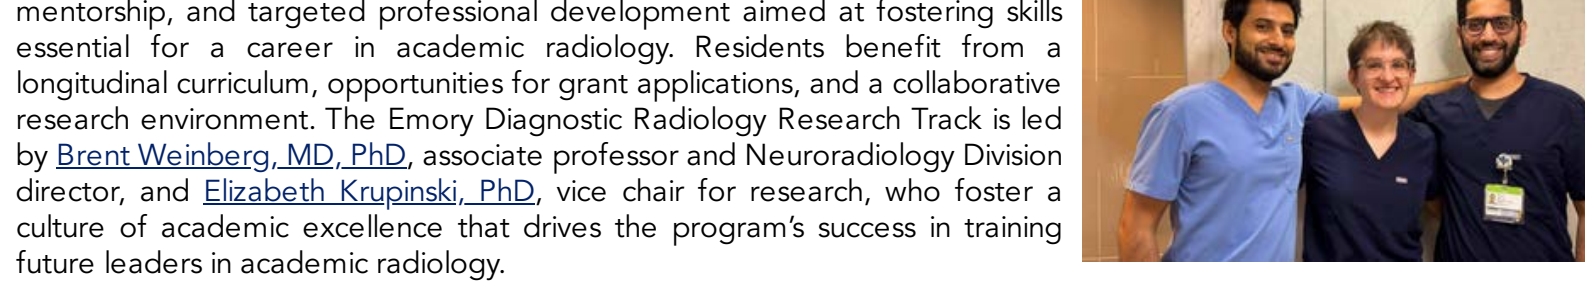 mentorship, and targeted professional development aimed at fostering skills
essential for a career in academic radiology. Residents benefit from a
longitudinal curriculum, opportunities for grant applications, and a collaborative
research environment. The Emory Diagnostic Radiology Research Track is led
by Brent Weinberg, MD, PhD, associate professor and Neuroradiology Division
director, and Elizabeth Krupinski, PhD, vice chair for research, who foster a
culture of academic excellence that drives the program’s success in training
future leaders in academic radiology.